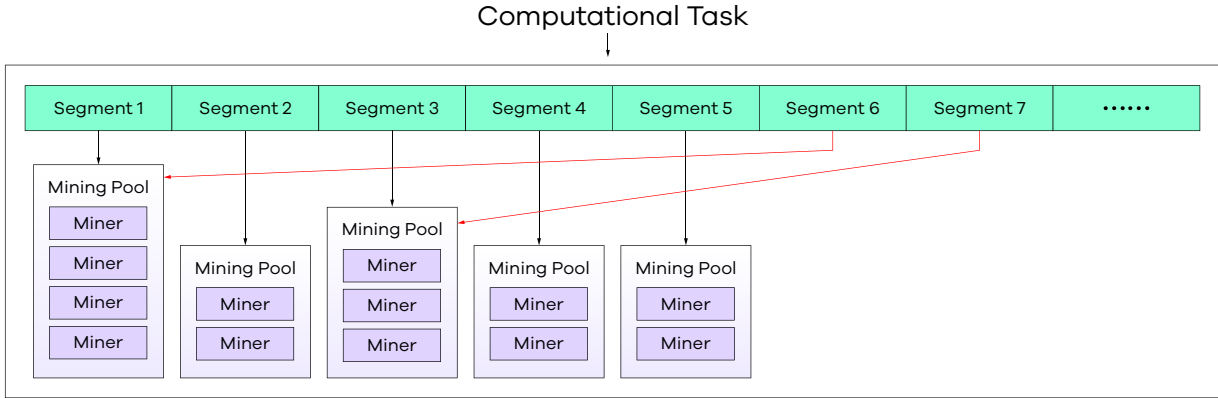 Computational Task
Segment 1 Segment 2 Segment 3 Segment 4 Segment 5 Segment 6 Segment 7 ······
Mining Pool
Miner
Miner
Miner
Miner
Mining Pool
Miner
Miner
Mining Pool
Miner
Miner
Miner
Mining Pool
Miner
Miner
Mining Pool
Miner
Miner